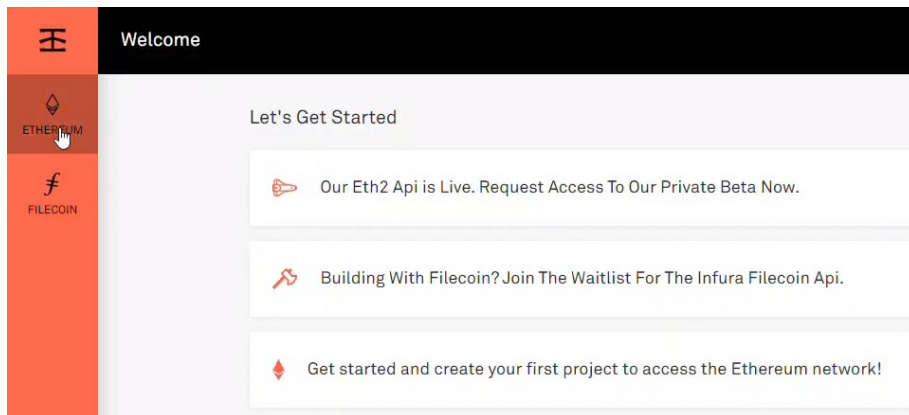 Welcome
ETHEREUM
FILECOIN
Let's Get Started
Our Eth2 Api is Live. Request Access To Our Private Beta Now.
Building With Filecoin? Join The Waitlist For The Infura Filecoin Api.
Get started and create your first project to access the Ethereum network!